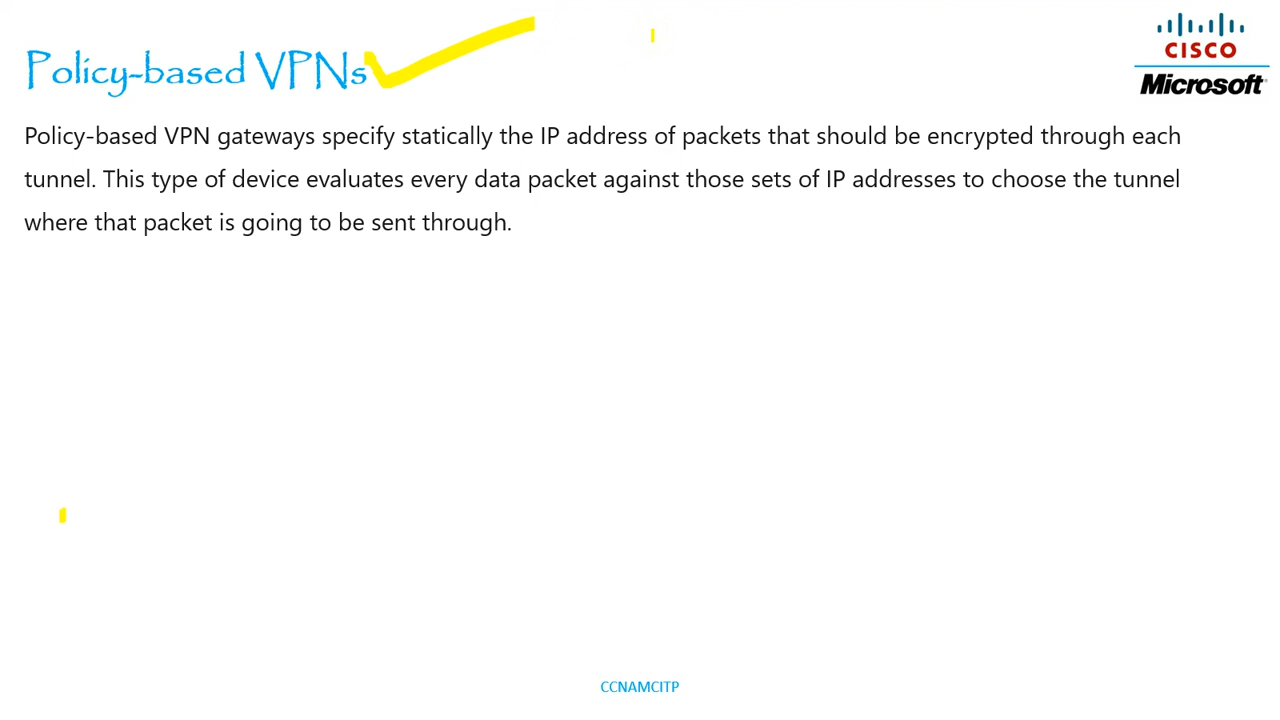 CISCO
Policy-based VPNs
Microsoft
Policy-based VPN gateways specify statically the IP address of packets that should be encrypted through each
tunnel. This type of device evaluates every data packet against those sets of IP addresses to choose the tunnel
where that packet is going to be sent through.
CCNAMCITP